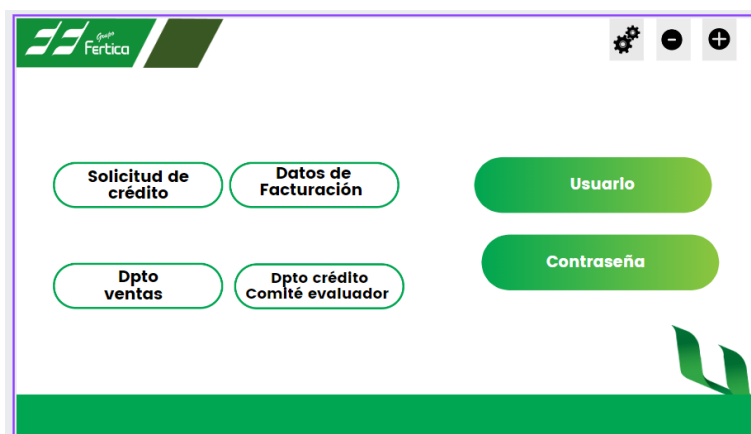 Grupo
Fertica
Solicitud de
crédito
Datos de
Facturación
Usuario
Dpto
ventas
Dpto crédito
Comité evaluador
Contraseña